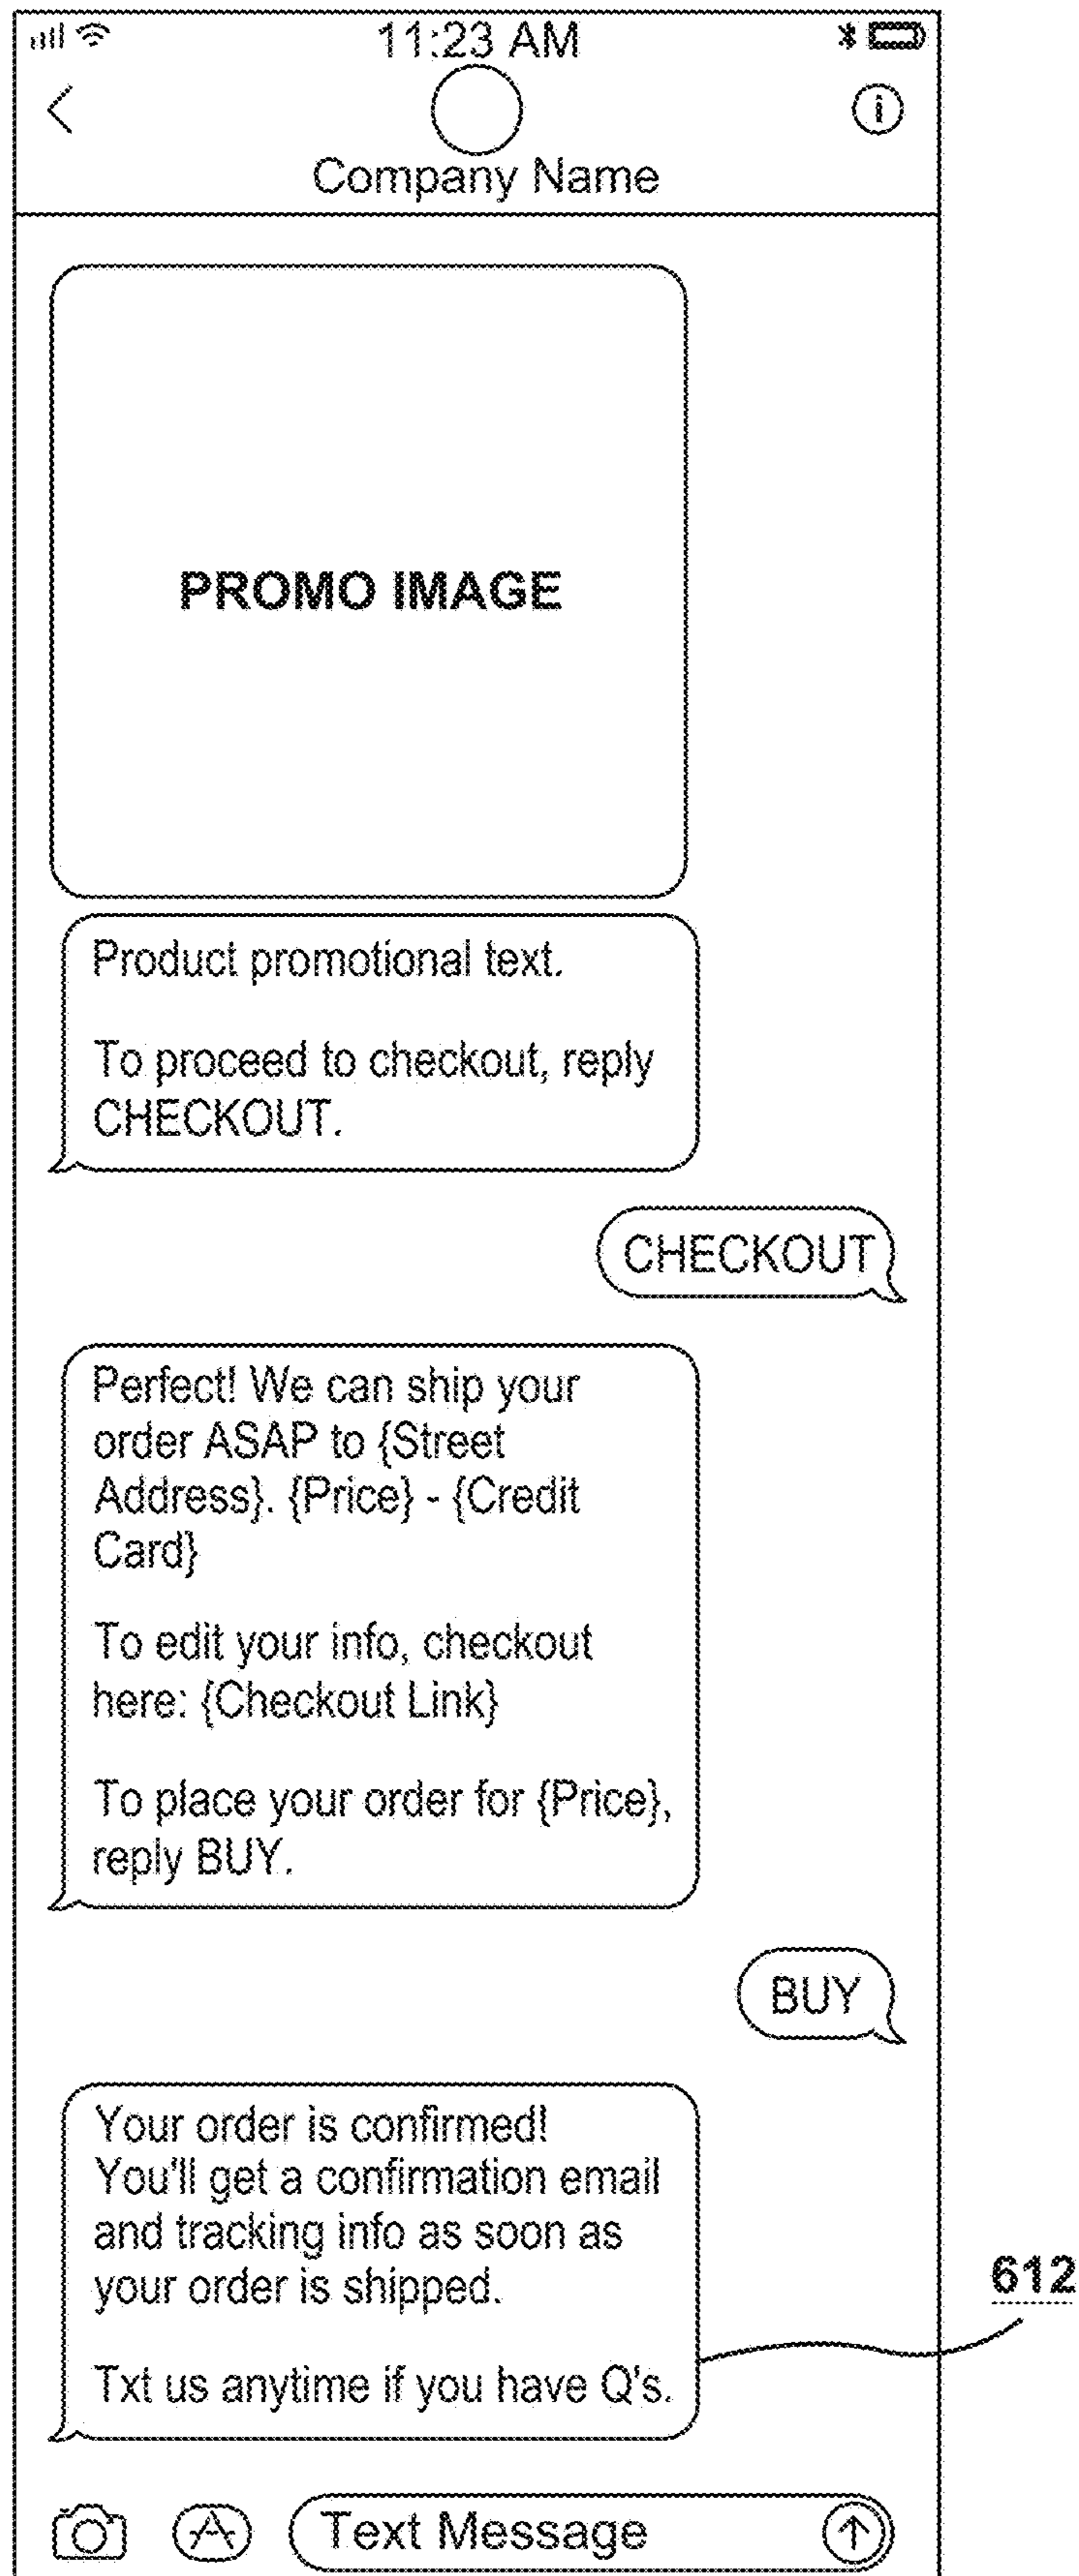 11:23 AM
Company Name
PROMO IMAGE
Product promotional text.
To proceed to checkout, reply
CHECKOUT.
CHECKOUT
Perfect! We can ship your
order ASAP to {Street
Address}. {Price} - {Credit
Card}
To edit your info, checkout
here: {Checkout Link}
To place your order for {Price},
reply BUY.
BUY
Your order is confirmed!
You'll get a confirmation email
and tracking info as soon as
your order is shipped.
Txt us anytime if you have Q's.
612
Text Message